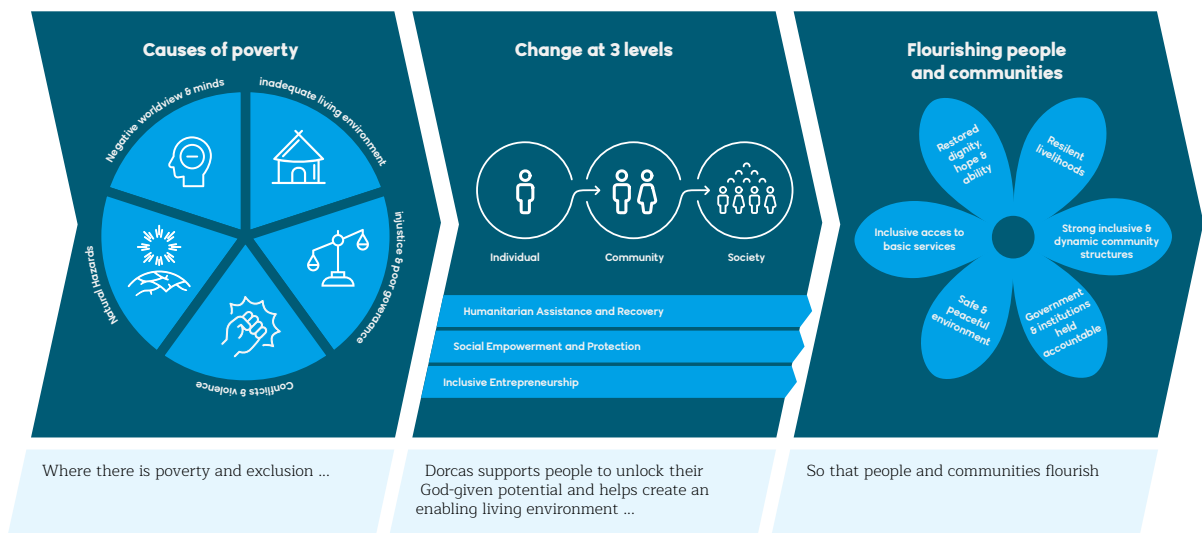 Causes of poverty
Negative worldview & minds
inadequate living environment
injustice & poor governance
Conflicts & violence
Natural Hazards
Where there is poverty and exclusion ...
Change at 3 levels
Individual
Community
Society
Humanitarian Assistance and Recovery
Social Empowerment and Protection
Inclusive Entrepreneurship
Dorcas supports people to unlock their
God-given potential and helps create an
enabling living environment ...
Flourishing people
and communities
Restored
dignity,
hope &
ability
Resilent
livelihoods
Inclusive acces to
basic services
Strong inclusive &
dynamic community
structures
Safe &
peaceful
environment
Government
& institutions
held
accountable
So that people and communities flourish